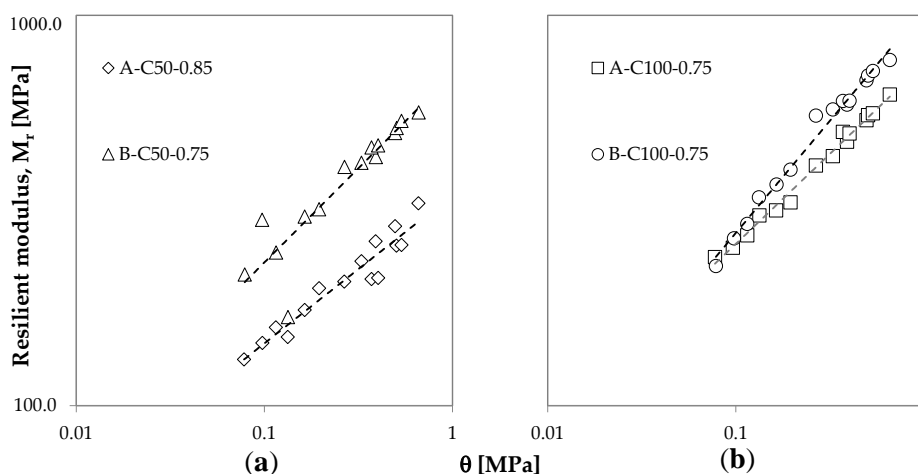 1000.0
100.0
Resilient modulus, Mr [MPa]
A-C50-0.85
B-C50-0.75
0.01
0.1
1
(a)
A-C100-0.75
B-C100-0.75
0.01
0.1
(b)
θ [MPa]